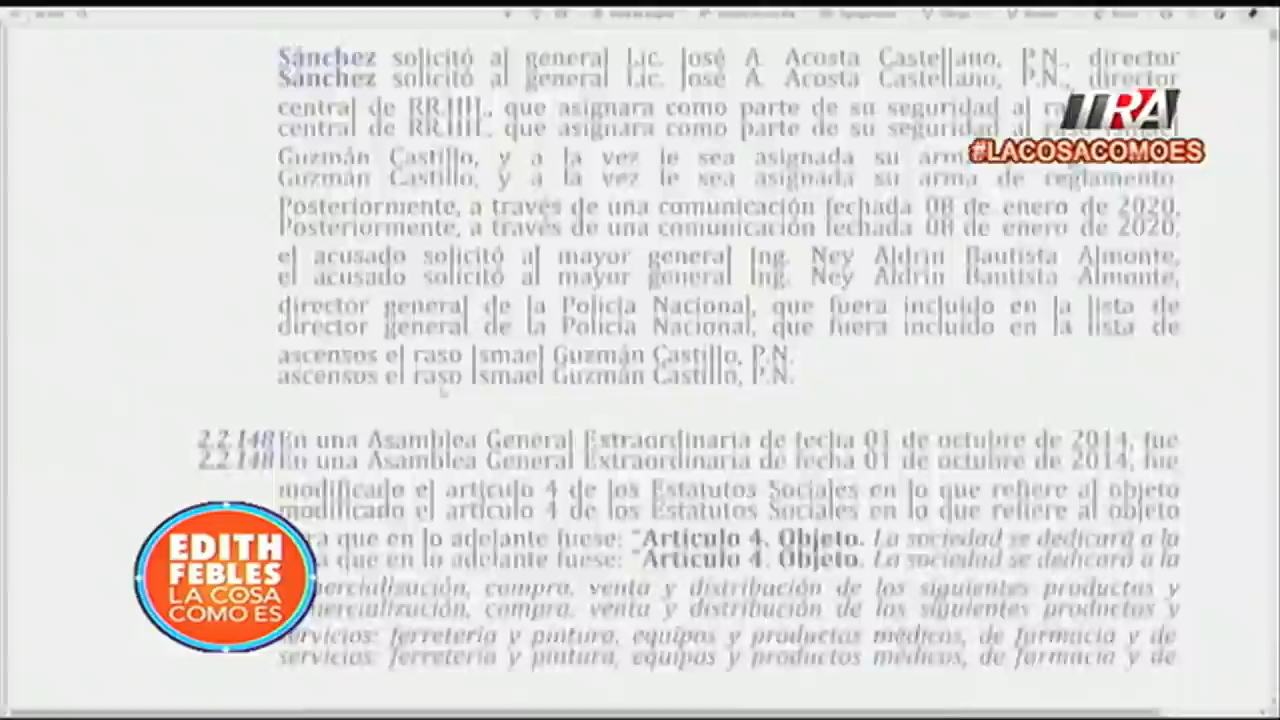 Sánchez solicitó al general Lic. José A. Acosta Castellano, P.N., director
central de RR.HH., que asignara como parte de su seguridad al raso Ismael
Guzmán Castillo, y a la vez le sea asignada su arma de reglamento.
Posteriormente, a través de una comunicación fechada 08 de enero de 2020,
el acusado solicitó al mayor general Ing. Ney Aldrin Bautista Almonte,
director general de la Policía Nacional, que fuera incluido en la lista de
ascensos el raso Ismael Guzmán Castillo, P.N.
2.2.148 En una Asamblea General Extraordinaria de fecha 01 de octubre de 2014, fue
modificado el artículo 4 de los Estatutos Sociales en lo que refiere al objeto
que en lo adelante fuese: "Artículo 4. Objeto. La sociedad se dedicará a la
compra, venta y distribución de los siguientes productos y
servicios: ferretería y pintura, equipos y productos médicos, de farmacia y de
TRA
#LACOSACOMOES
EDITH
FEBLES
LA COSA
COMO ES